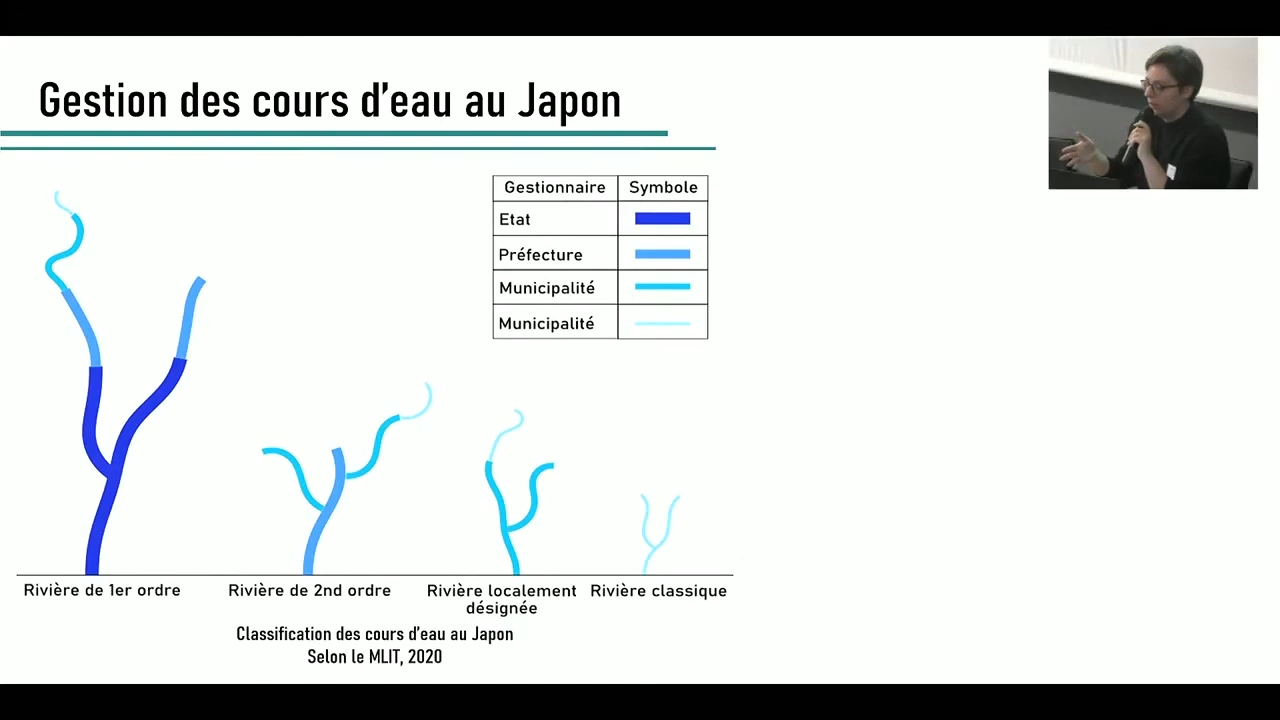 Gestion des cours d'eau au Japon
Gestionnaire Symbole
Etat
Préfecture
Municipalité
Municipalité
Rivière de 1er ordre
Rivière de 2nd ordre
Rivière localement
désignée
Rivière classique
Classification des cours d'eau au Japon
Selon le MLIT, 2020